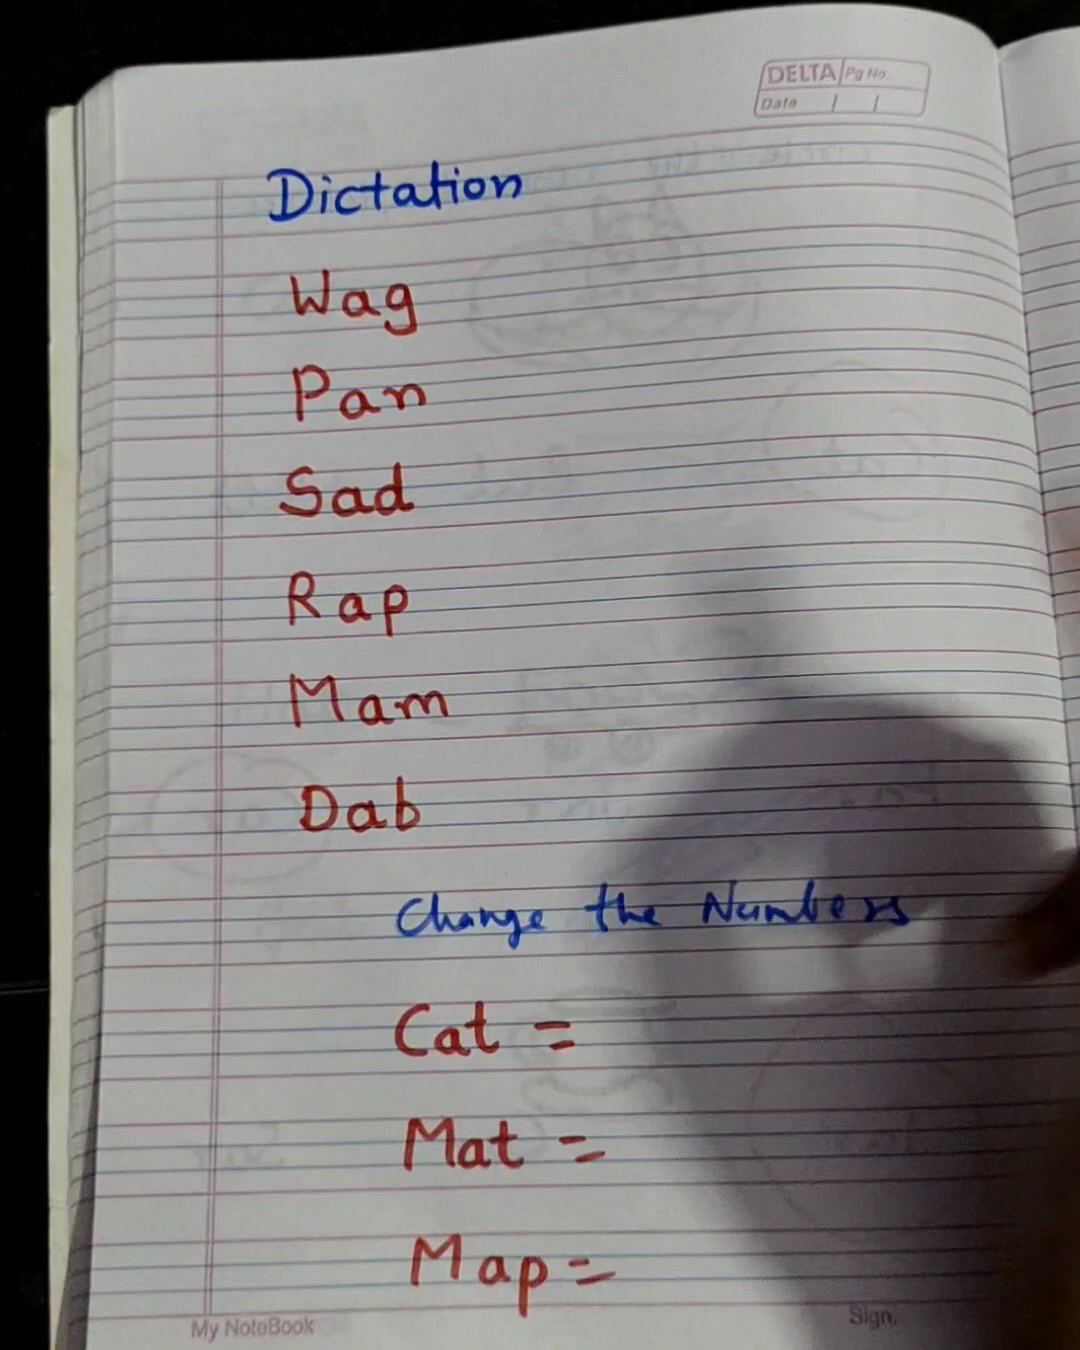 DELTA Pg No.
Date / /
Dictation
Wag
Pan
Sad
Rap
Mam
Dab
Change the Numbers
Cat =
Mat =
Map =
My NoteBook Sign.